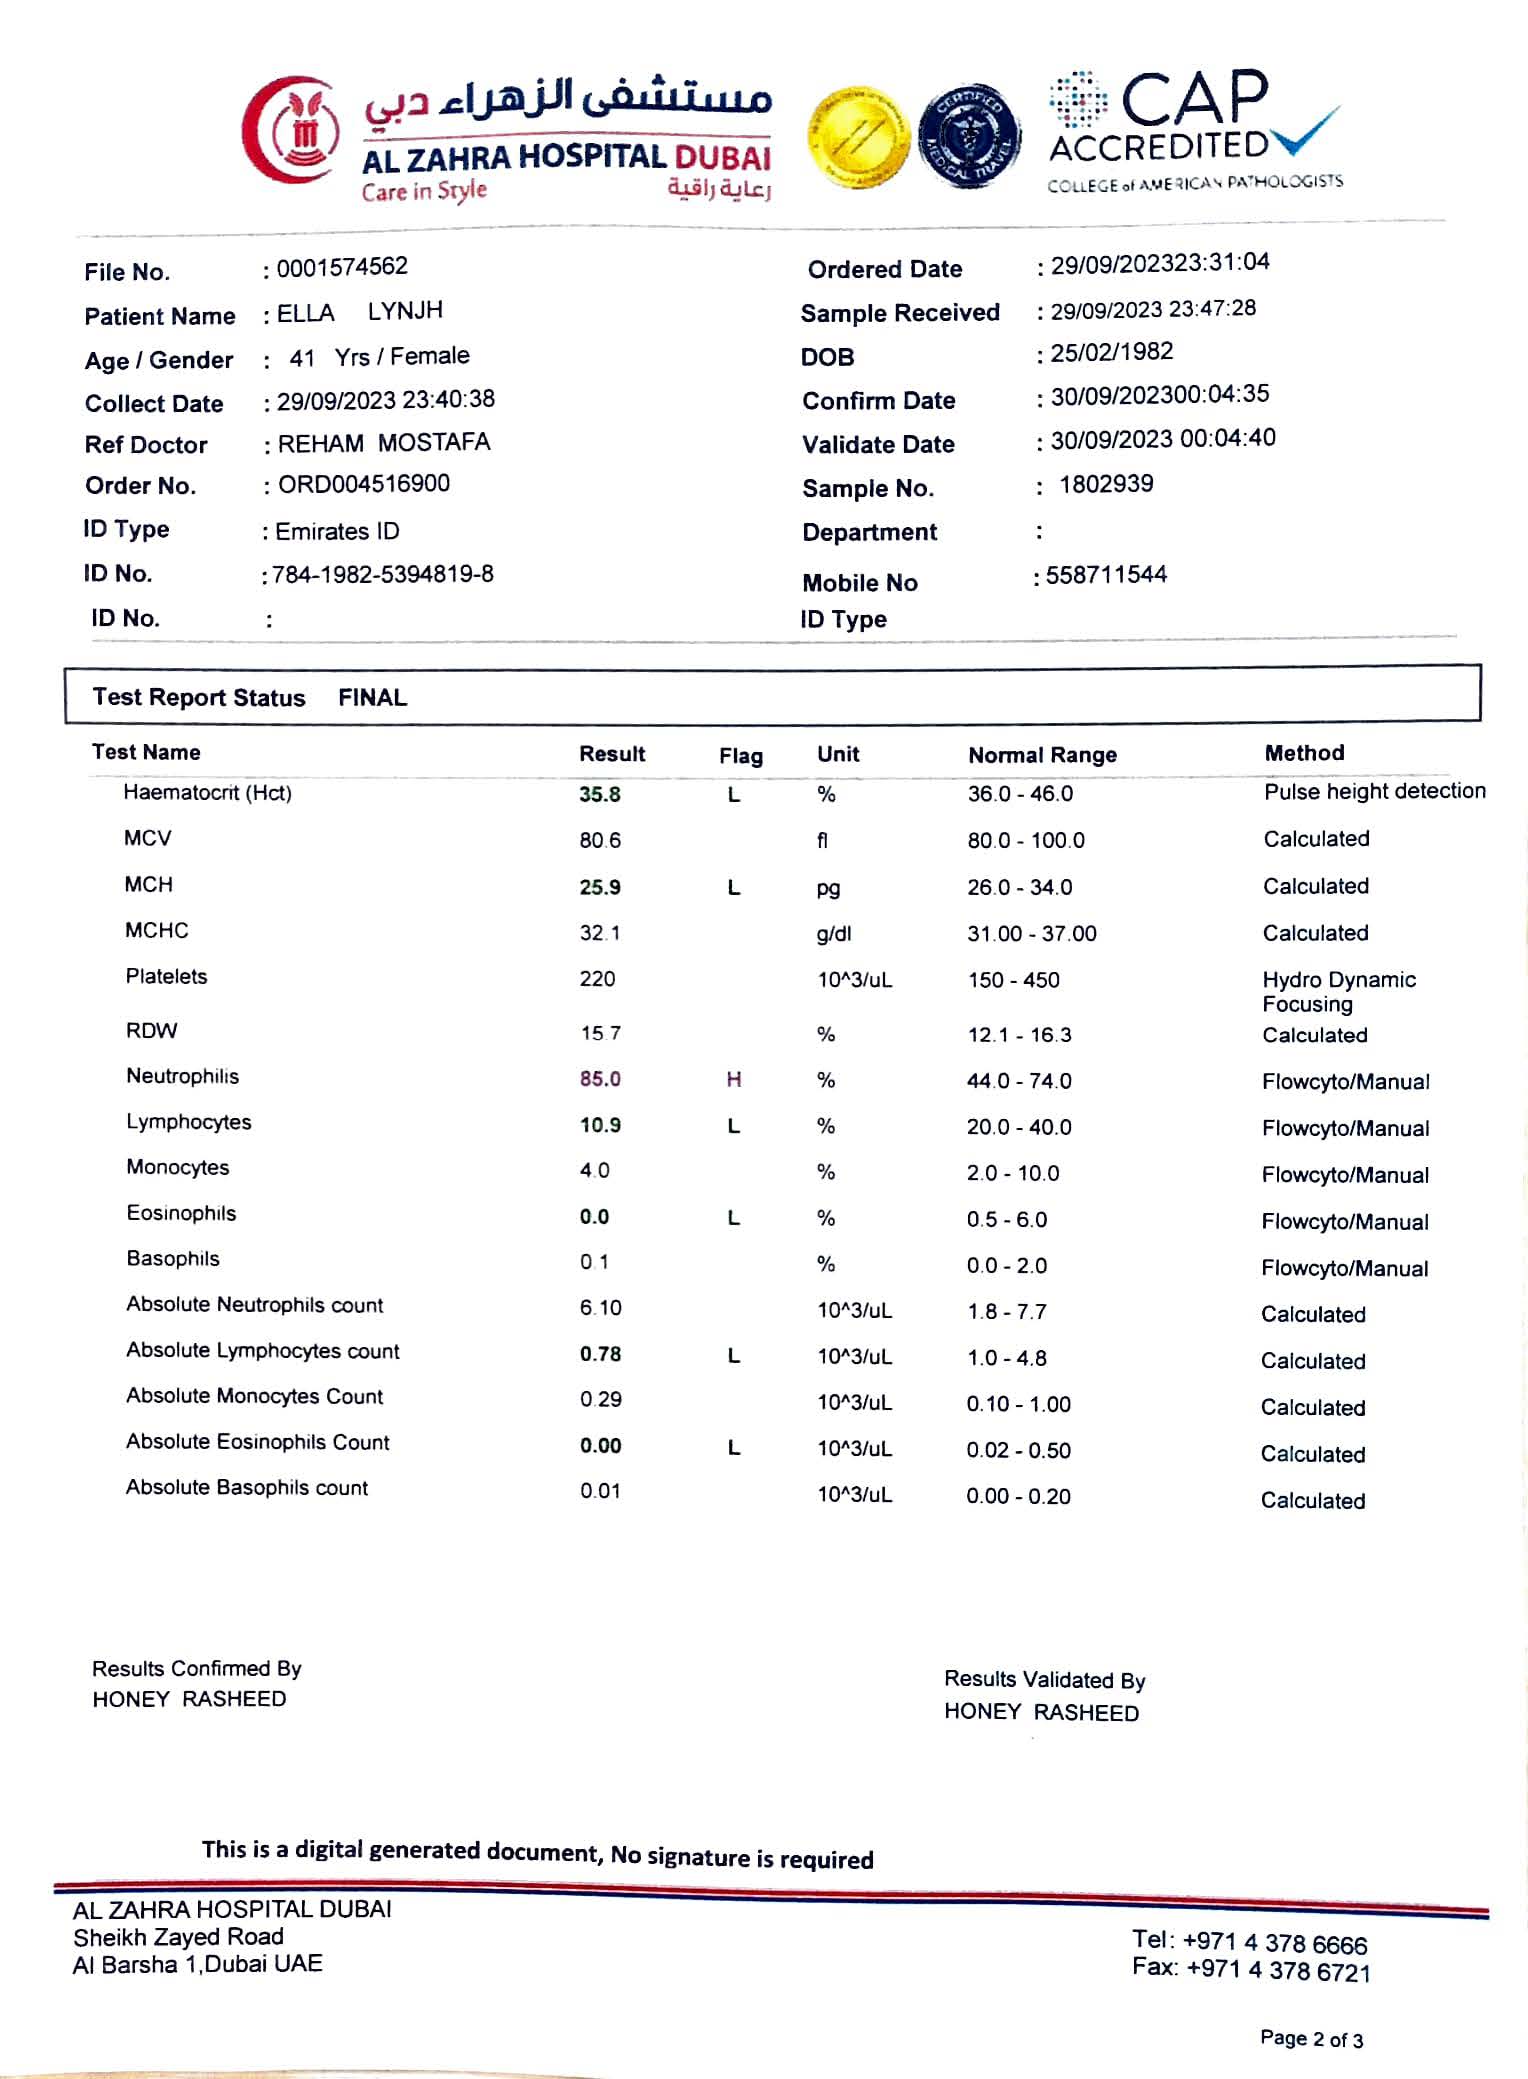 مستشفى الزهراء دبي
AL ZAHRA HOSPITAL DUBAI
Care in Style رعاية راقية
CERTIFIED
MEDICAL TRAVEL
CAP
ACCREDITED
COLLEGE of AMERICAN PATHOLOGISTS
File No. : 0001574562 Ordered Date : 29/09/202323:31:04
Patient Name : ELLA LYNJH Sample Received : 29/09/2023 23:47:28
Age / Gender : 41 Yrs / Female DOB : 25/02/1982
Collect Date : 29/09/2023 23:40:38 Confirm Date : 30/09/202300:04:35
Ref Doctor : REHAM MOSTAFA Validate Date : 30/09/2023 00:04:40
Order No. : ORD004516900 Sample No. : 1802939
ID Type : Emirates ID Department :
ID No. : 784-1982-5394819-8 Mobile No : 558711544
ID No. : ID Type
Test Report Status FINAL
Test Name Result Flag Unit Normal Range Method
Haematocrit (Hct) 35.8 L % 36.0 - 46.0 Pulse height detection
MCV 80.6 fl 80.0 - 100.0 Calculated
MCH 25.9 L pg 26.0 - 34.0 Calculated
MCHC 32.1 g/dl 31.00 - 37.00 Calculated
Platelets 220 10^3/uL 150 - 450 Hydro Dynamic
Focusing
RDW 15.7 % 12.1 - 16.3 Calculated
Neutrophilis 85.0 H % 44.0 - 74.0 Flowcyto/Manual
Lymphocytes 10.9 L % 20.0 - 40.0 Flowcyto/Manual
Monocytes 4.0 % 2.0 - 10.0 Flowcyto/Manual
Eosinophils 0.0 L % 0.5 - 6.0 Flowcyto/Manual
Basophils 0.1 % 0.0 - 2.0 Flowcyto/Manual
Absolute Neutrophils count 6.10 10^3/uL 1.8 - 7.7 Calculated
Absolute Lymphocytes count 0.78 L 10^3/uL 1.0 - 4.8 Calculated
Absolute Monocytes Count 0.29 10^3/uL 0.10 - 1.00 Calculated
Absolute Eosinophils Count 0.00 L 10^3/uL 0.02 - 0.50 Calculated
Absolute Basophils count 0.01 10^3/uL 0.00 - 0.20 Calculated
Results Confirmed By Results Validated By
HONEY RASHEED HONEY RASHEED
This is a digital generated document, No signature is required
AL ZAHRA HOSPITAL DUBAI
Sheikh Zayed Road Tel: +971 4 378 6666
Al Barsha 1,Dubai UAE Fax: +971 4 378 6721
Page 2 of 3